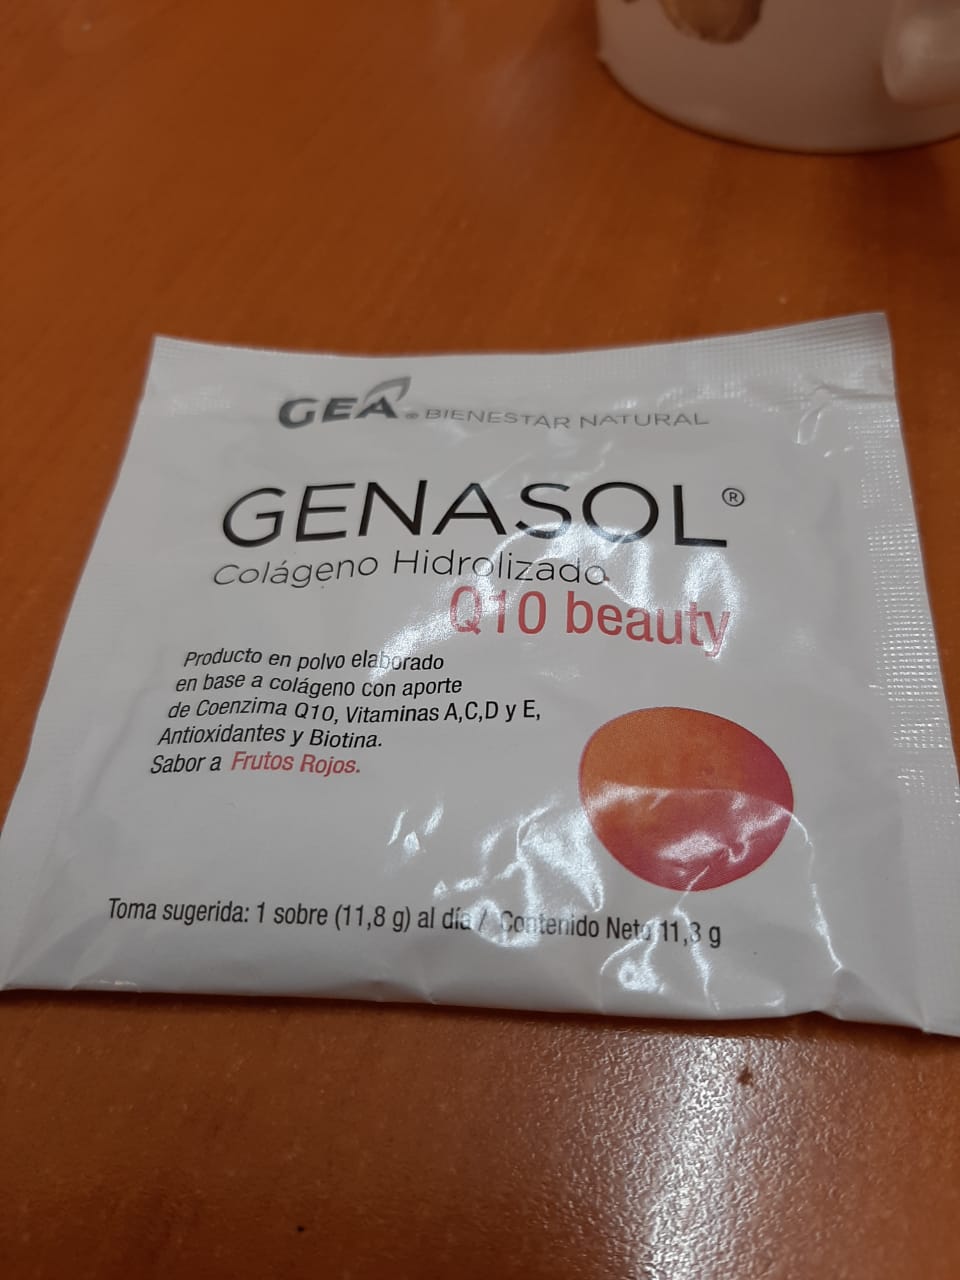 GEA® BIENESTAR NATURAL
GENASOL®
Colágeno Hidrolizado
Q10 beauty
Producto en polvo elaborado
en base a colágeno con aporte
de Coenzima Q10, Vitaminas A,C,D y E,
Antioxidantes y Biotina.
Sabor a Frutos Rojos.
Toma sugerida: 1 sobre (11,8 g) al día / Contenido Neto 11,8 g